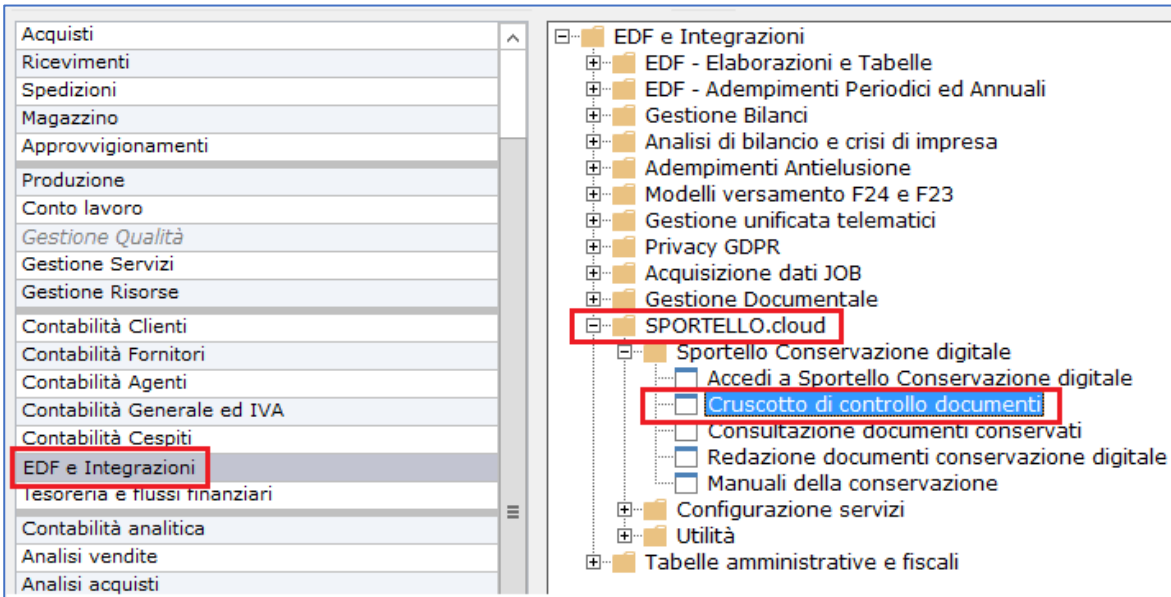 Acquisti
Ricevimenti
Spedizioni
Magazzino
Approvvigionamenti
Produzione
Conto lavoro
Gestione Qualità
Gestione Servizi
Gestione Risorse
Contabilità Clienti
Contabilità Fornitori
Contabilità Agenti
Contabilità Generale ed IVA
Contabilità Cespiti
EDF e Integrazioni
Tesoreria e flussi finanziari
Contabilità analitica
Analisi vendite
Analisi acquisti
EDF e Integrazioni
EDF - Elaborazioni e Tabelle
EDF - Adempimenti Periodici ed Annuali
Gestione Bilanci
Analisi di bilancio e crisi di impresa
Adempimenti Antielusione
Modelli versamento F24 e F23
Gestione unificata telematici
Privacy GDPR
Acquisizione dati JOB
Gestione Documentale
SPORTELLO.cloud
Sportello Conservazione digitale
Accedi a Sportello Conservazione digitale
Cruscotto di controllo documenti
Consultazione documenti conservati
Redazione documenti conservazione digitale
Manuali della conservazione
Configurazione servizi
Utilità
Tabelle amministrative e fiscali